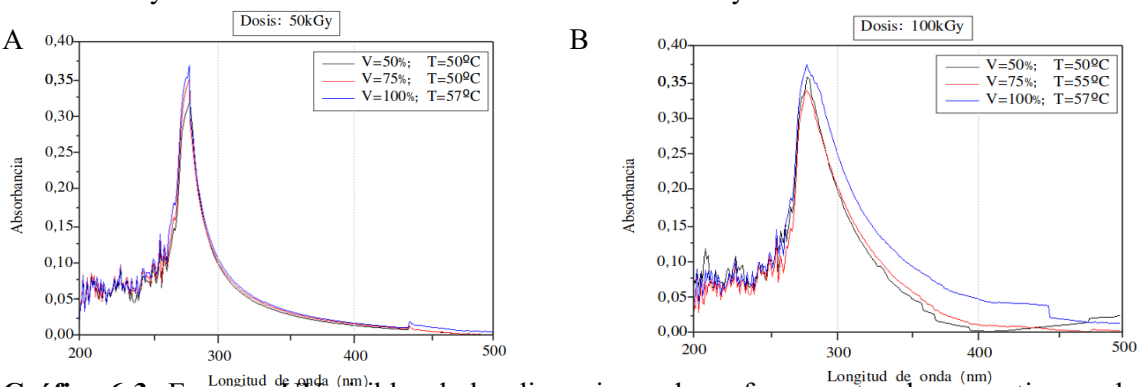 Dosis: 50kGy
A
V=50%; T=50ºC
V=75%; T=50ºC
V=100%; T=57ºC
0,40
0,35
0,30
0,25
0,20
0,15
0,10
0,05
0,00
Absorbancia
200 300 400 500
Longitud de onda (nm)
Dosis: 100kGy
B
V=50%; T=50ºC
V=75%; T=55ºC
V=100%; T=57ºC
0,40
0,35
0,30
0,25
0,20
0,15
0,10
0,05
0,00
Absorbancia
200 300 400 500
Longitud de onda (nm)